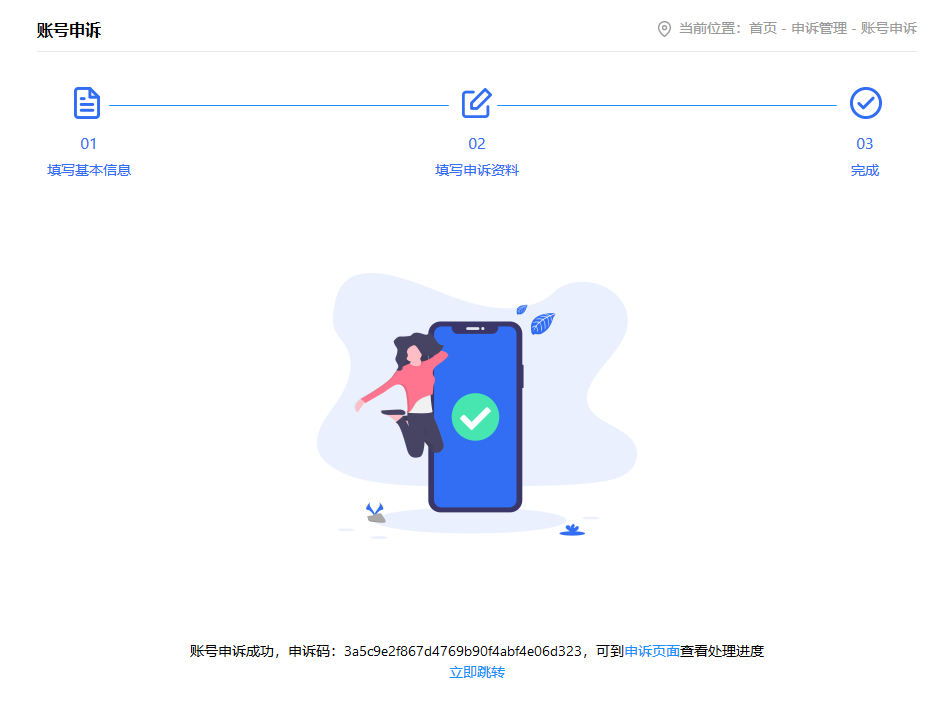 账号申诉
当前位置：首页 - 申诉管理 - 账号申诉
01
02
03
填写基本信息
填写申诉资料
完成
账号申诉成功，申诉码：3a5c9e2f867d4769b90f4abf4e06d323，可到申诉页面查看处理进度
立即跳转